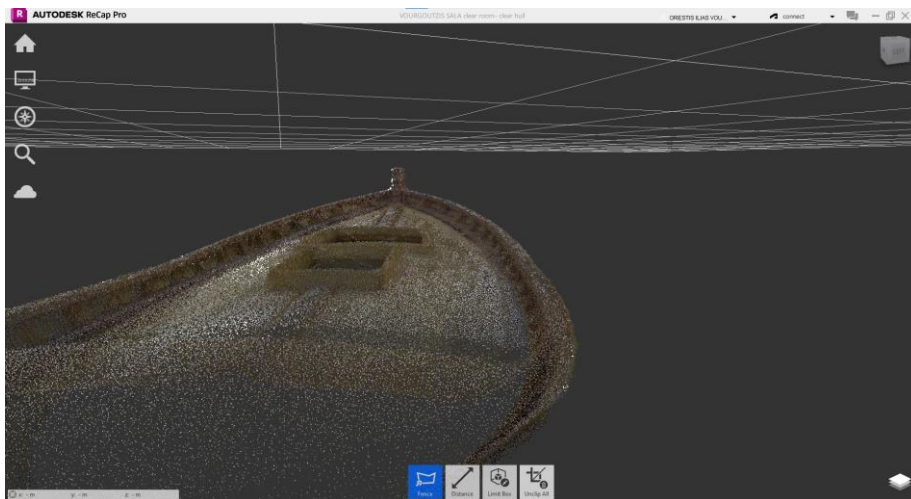 R AUTODESK ReCap Pro
VOURGOUTZIS SALA clear room- clear hull
ORESTIS ILIAS VOU...
connect
LEFT
Fence
Distance
Limit Box
Unclip All
x: - m y: - m z: - m